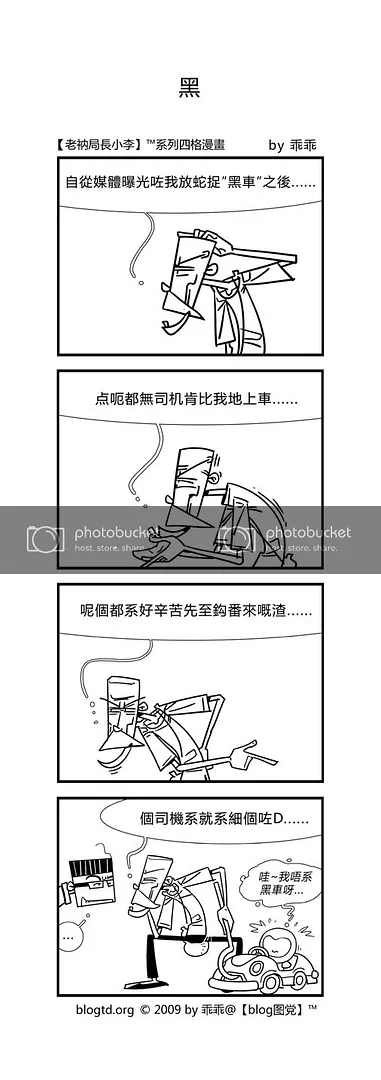 黑
【老衲局長小李】™系列四格漫畫 by 乖乖
自從媒體曝光咗我放蛇捉"黑車"之後......
点呃都無司机肯比我地上車......
photobucket
host. store. share.
photobucket
host. store. share.
呢個都系好辛苦先至鈎番來嘅渣......
個司機系就系細個咗D......
哇~我唔系
黑車呀...
...
blogtd.org © 2009 by 乖乖@【blog图党】™